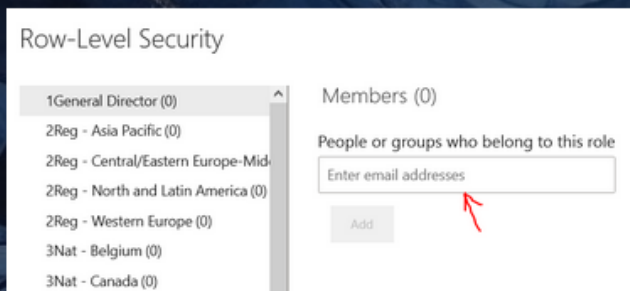 Row-Level Security
1General Director (0)
2Reg - Asia Pacific (0)
2Reg - Central/Eastern Europe-Mid
2Reg - North and Latin America (0)
2Reg - Western Europe (0)
3Nat - Belgium (0)
3Nat - Canada (0)
Members (0)
People or groups who belong to this role
Enter email addresses
Add